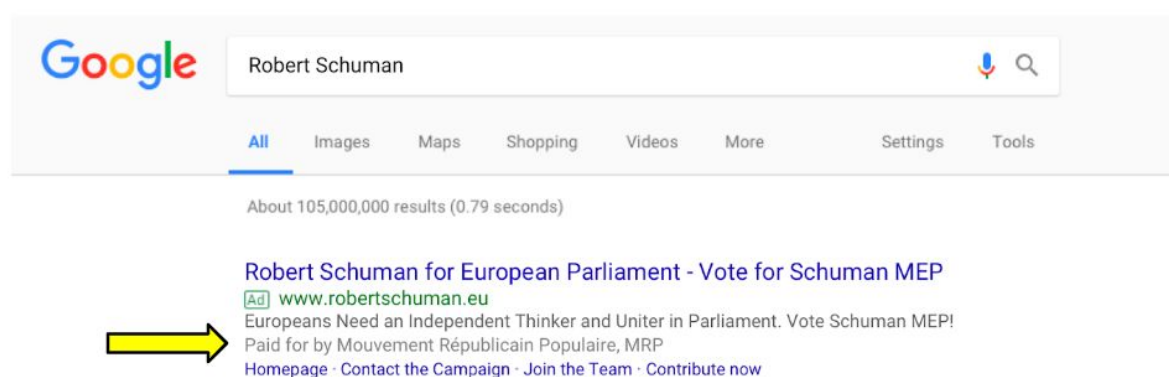 Google
Robert Schuman
All Images Maps Shopping Videos More Settings Tools
About 105,000,000 results (0.79 seconds)
Robert Schuman for European Parliament - Vote for Schuman MEP
Ad www.robertschuman.eu
Europeans Need an Independent Thinker and Uniter in Parliament. Vote Schuman MEP!
Paid for by Mouvement Républicain Populaire, MRP
Homepage · Contact the Campaign · Join the Team · Contribute now